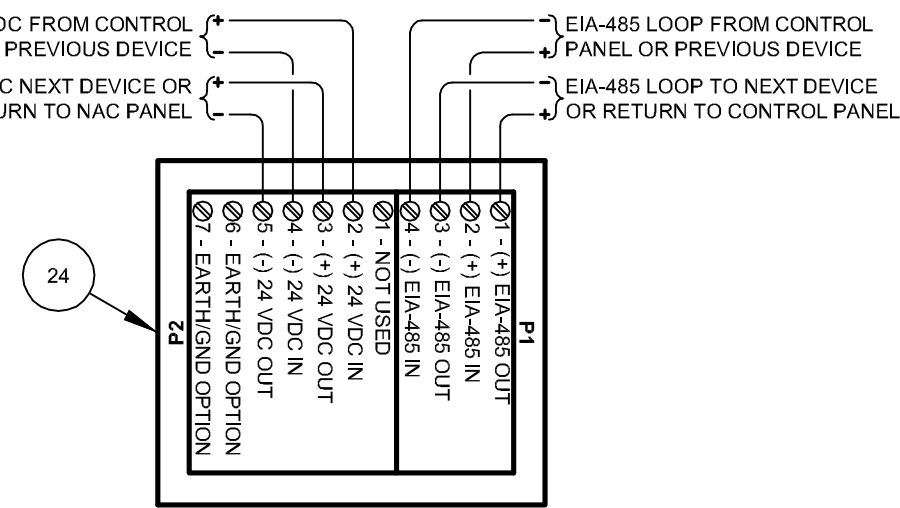 DC FROM CONTROL +
PREVIOUS DEVICE -
C NEXT DEVICE OR +
URN TO NAC PANEL -
- EIA-485 LOOP FROM CONTROL
+ PANEL OR PREVIOUS DEVICE
- EIA-485 LOOP TO NEXT DEVICE
+ OR RETURN TO CONTROL PANEL
24
P2
7 - EARTH/GND OPTION
6 - EARTH/GND OPTION
5 - (-) 24 VDC OUT
4 - (-) 24 VDC IN
3 - (+) 24 VDC OUT
2 - (+) 24 VDC IN
1 - NOT USED
4 - (-) EIA-485 IN
3 - (-) EIA-485 OUT
2 - (+) EIA-485 IN
1 - (+) EIA-485 OUT
P1